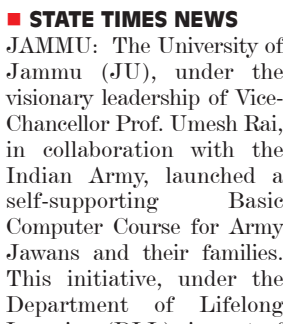 ■ STATE TIMES NEWS
JAMMU: The University of
Jammu (JU), under the
visionary leadership of Vice-
Chancellor Prof. Umesh Rai,
in collaboration with the
Indian Army, launched a
self-supporting Basic
Computer Course for Army
Jawans and their families.
This initiative, under the
Department of Lifelong